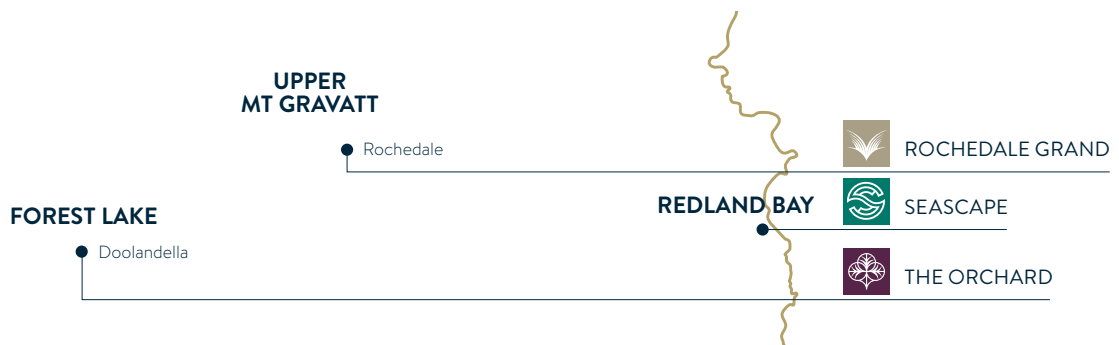 UPPER
MT GRAVATT
Rochedale
ROCHEDALE GRAND
FOREST LAKE
REDLAND BAY
SEASCAPE
Doolandella
THE ORCHARD